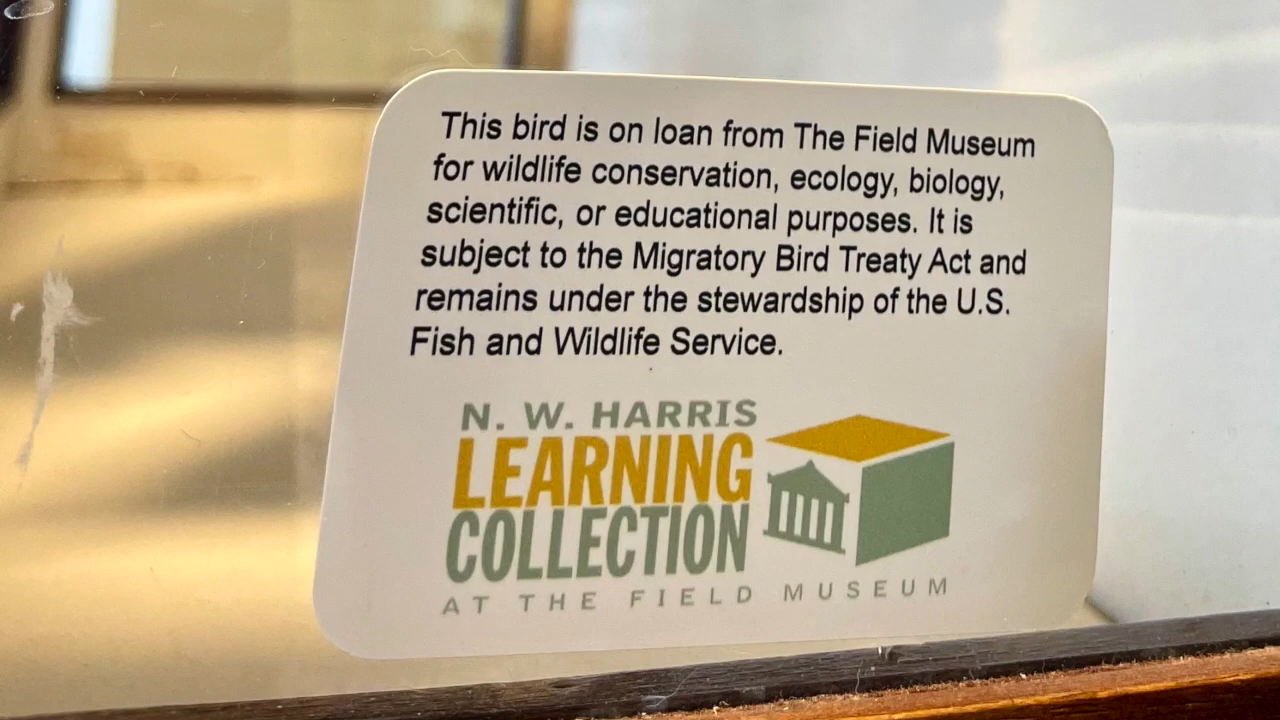 This bird is on loan from The Field Museum
for wildlife conservation, ecology, biology,
scientific, or educational purposes. It is
subject to the Migratory Bird Treaty Act and
remains under the stewardship of the U.S.
Fish and Wildlife Service.
N. W. HARRIS
LEARNING
COLLECTION
AT THE FIELD MUSEUM